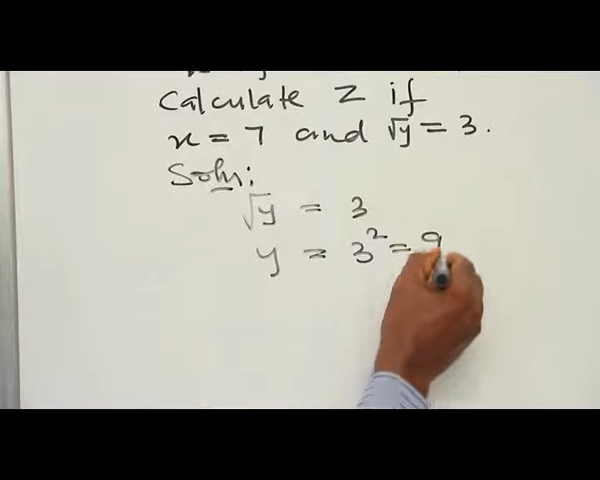 Calculate Z if
x = 7 and √y = 3.
Soln:
√y = 3
y = 3² = 9